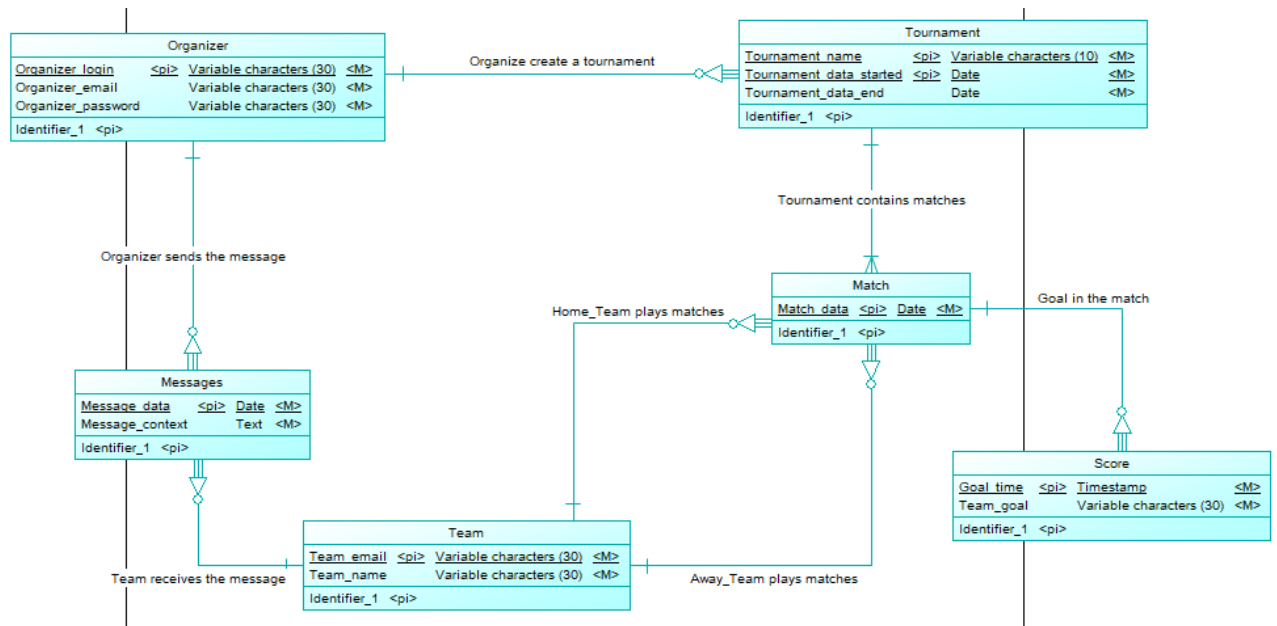 Organizer
Organizer_login <pi> Variable characters (30) <M>
Organizer_email Variable characters (30) <M>
Organizer_password Variable characters (30) <M>
Identifier_1 <pi>
Organize create a tournament
Tournament
Tournament_name <pi> Variable characters (10) <M>
Tournament_data_started <pi> Date <M>
Tournament_data_end Date <M>
Identifier_1 <pi>
Tournament contains matches
Organizer sends the message
Match
Match_data <pi> Date <M>
Identifier_1 <pi>
Goal in the match
Home_Team plays matches
Messages
Message_data <pi> Date <M>
Message_context Text <M>
Identifier_1 <pi>
Score
Goal_time <pi> Timestamp <M>
Team_goal Variable characters (30) <M>
Identifier_1 <pi>
Team
Team_email <pi> Variable characters (30) <M>
Team_name Variable characters (30) <M>
Identifier_1 <pi>
Team receives the message
Away_Team plays matches